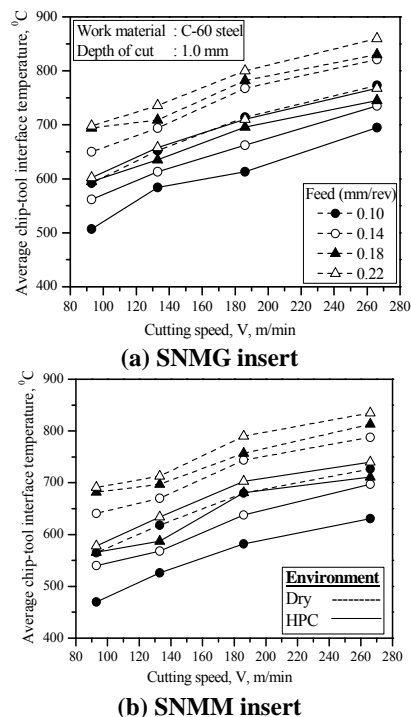 Work material : C-60 steel
Depth of cut : 1.0 mm
Average chip-tool interface temperature, ⁰C
900
800
700
600
500
400
Feed (mm/rev)
0.10
0.14
0.18
0.22
80 100 120 140 160 180 200 220 240 260 280
Cutting speed, V, m/min
(a) SNMG insert
Average chip-tool interface temperature, ⁰C
900
800
700
600
500
400
Environment
Dry
HPC
80 100 120 140 160 180 200 220 240 260 280
Cutting speed, V, m/min
(b) SNMM insert